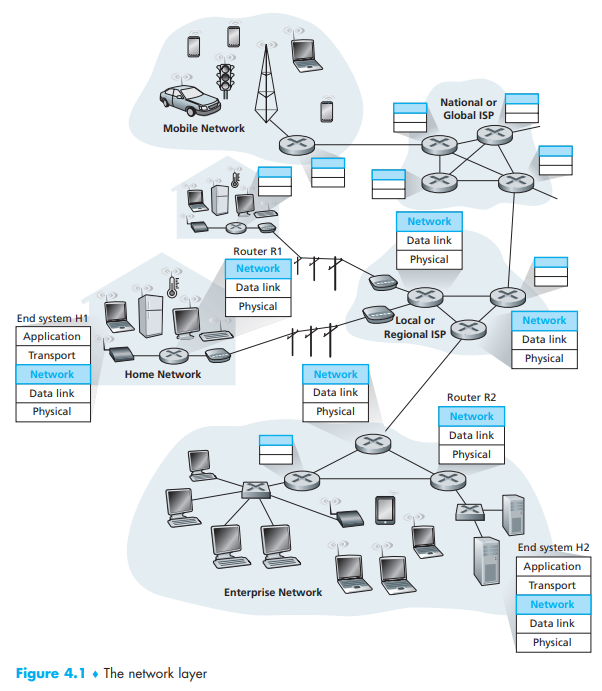 National or
Global ISP
Mobile Network
Network
Data link
Physical
Router R1
Network
Data link
Physical
End system H1
Application
Transport
Network
Data link
Physical
Home Network
Local or
Regional ISP
Network
Data link
Physical
Network
Data link
Physical
Router R2
Network
Data link
Physical
End system H2
Application
Transport
Network
Data link
Physical
Enterprise Network
Figure 4.1 ♦ The network layer